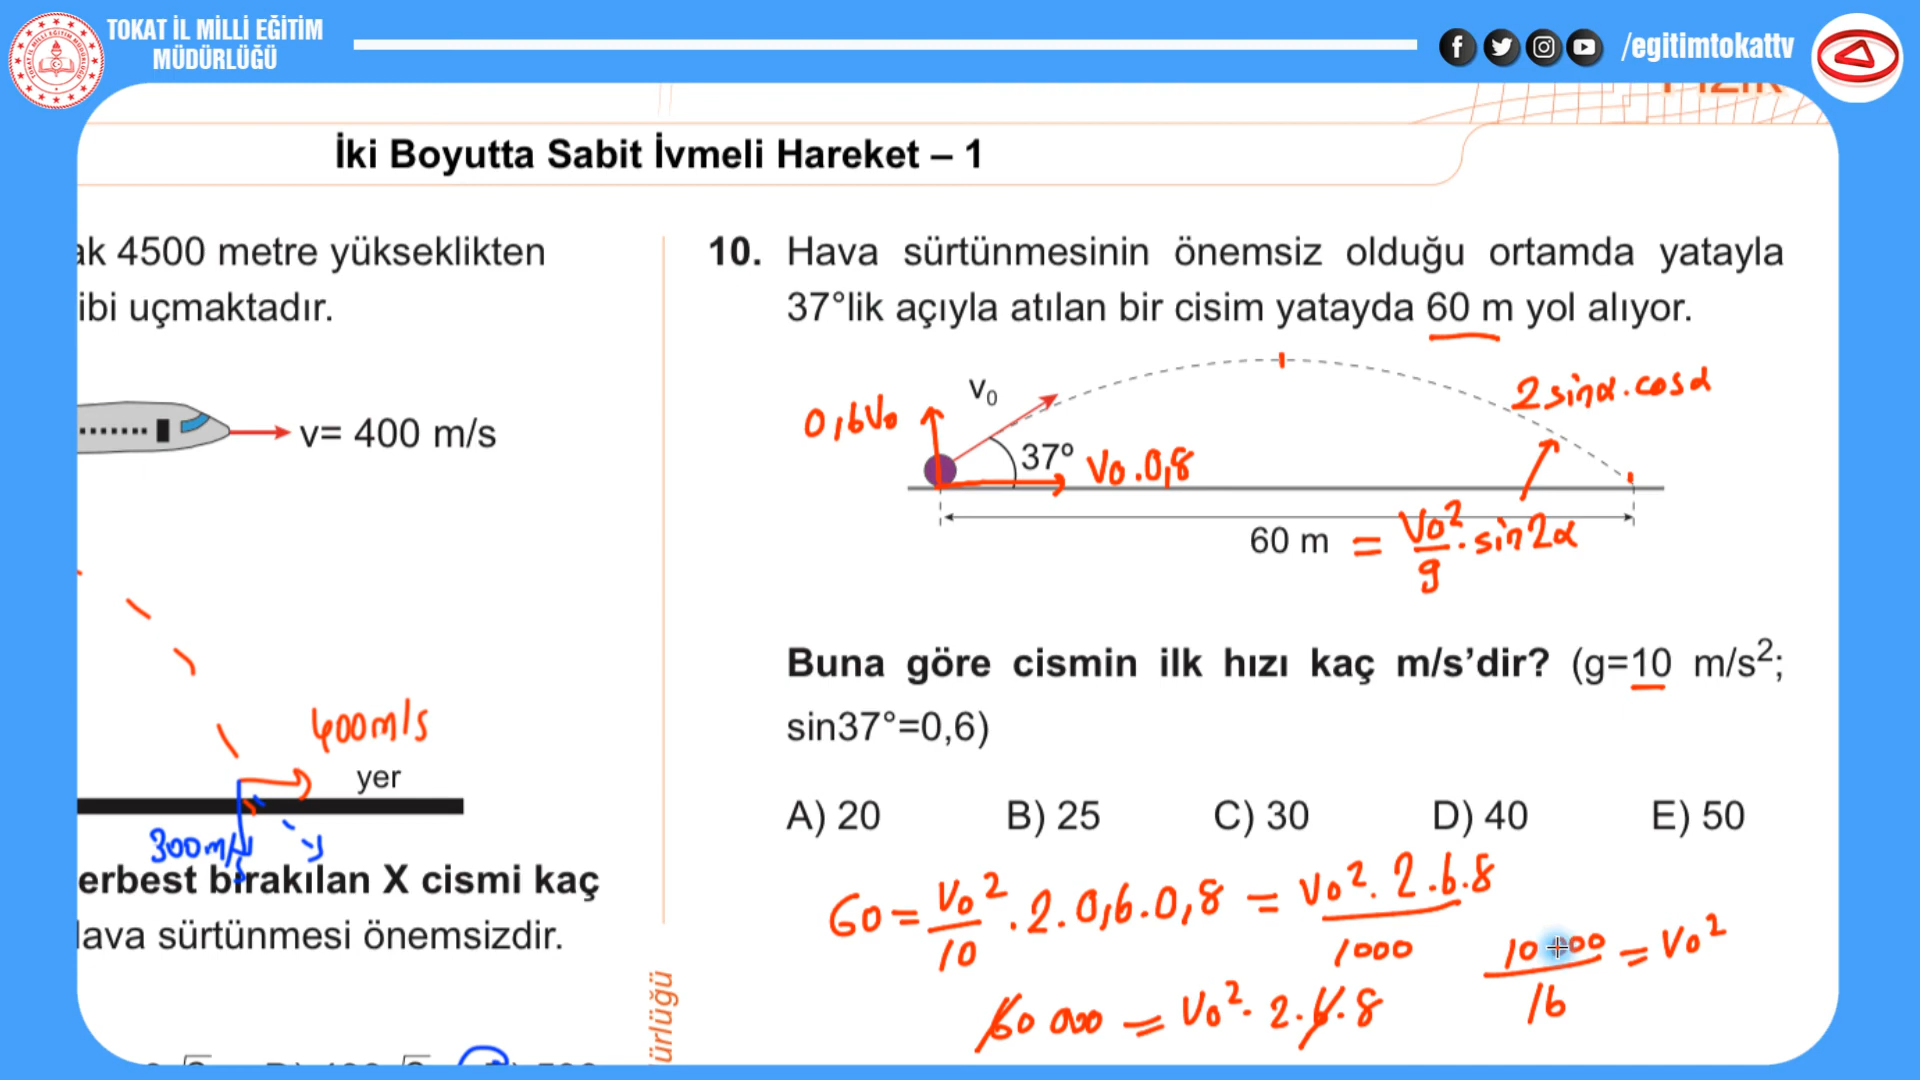 TOKAT İL MİLLİ EĞİTİM
MÜDÜRLÜĞÜ
/egitimtokattv
İki Boyutta Sabit İvmeli Hareket – 1
ak 4500 metre yükseklikten
ibi uçmaktadır.
v= 400 m/s
400m/s
yer
300m/s
erbest bırakılan X cismi kaç
lava sürtünmesi önemsizdir.
10. Hava sürtünmesinin önemsiz olduğu ortamda yatayla
37°lik açıyla atılan bir cisim yatayda 60 m yol alıyor.
v₀
0,6V₀
37°
V₀.0,8
2sinα.cosα
60 m = V₀²/g . sin2α
Buna göre cismin ilk hızı kaç m/s'dir? (g=10 m/s²;
sin37°=0,6)
A) 20 B) 25 C) 30 D) 40 E) 50
60 = V₀²/10 . 2. 0,6. 0,8 = V₀². 2.6.8/1000
60 000 = V₀². 2.6.8
10000/16 = V₀²
ürlüğü